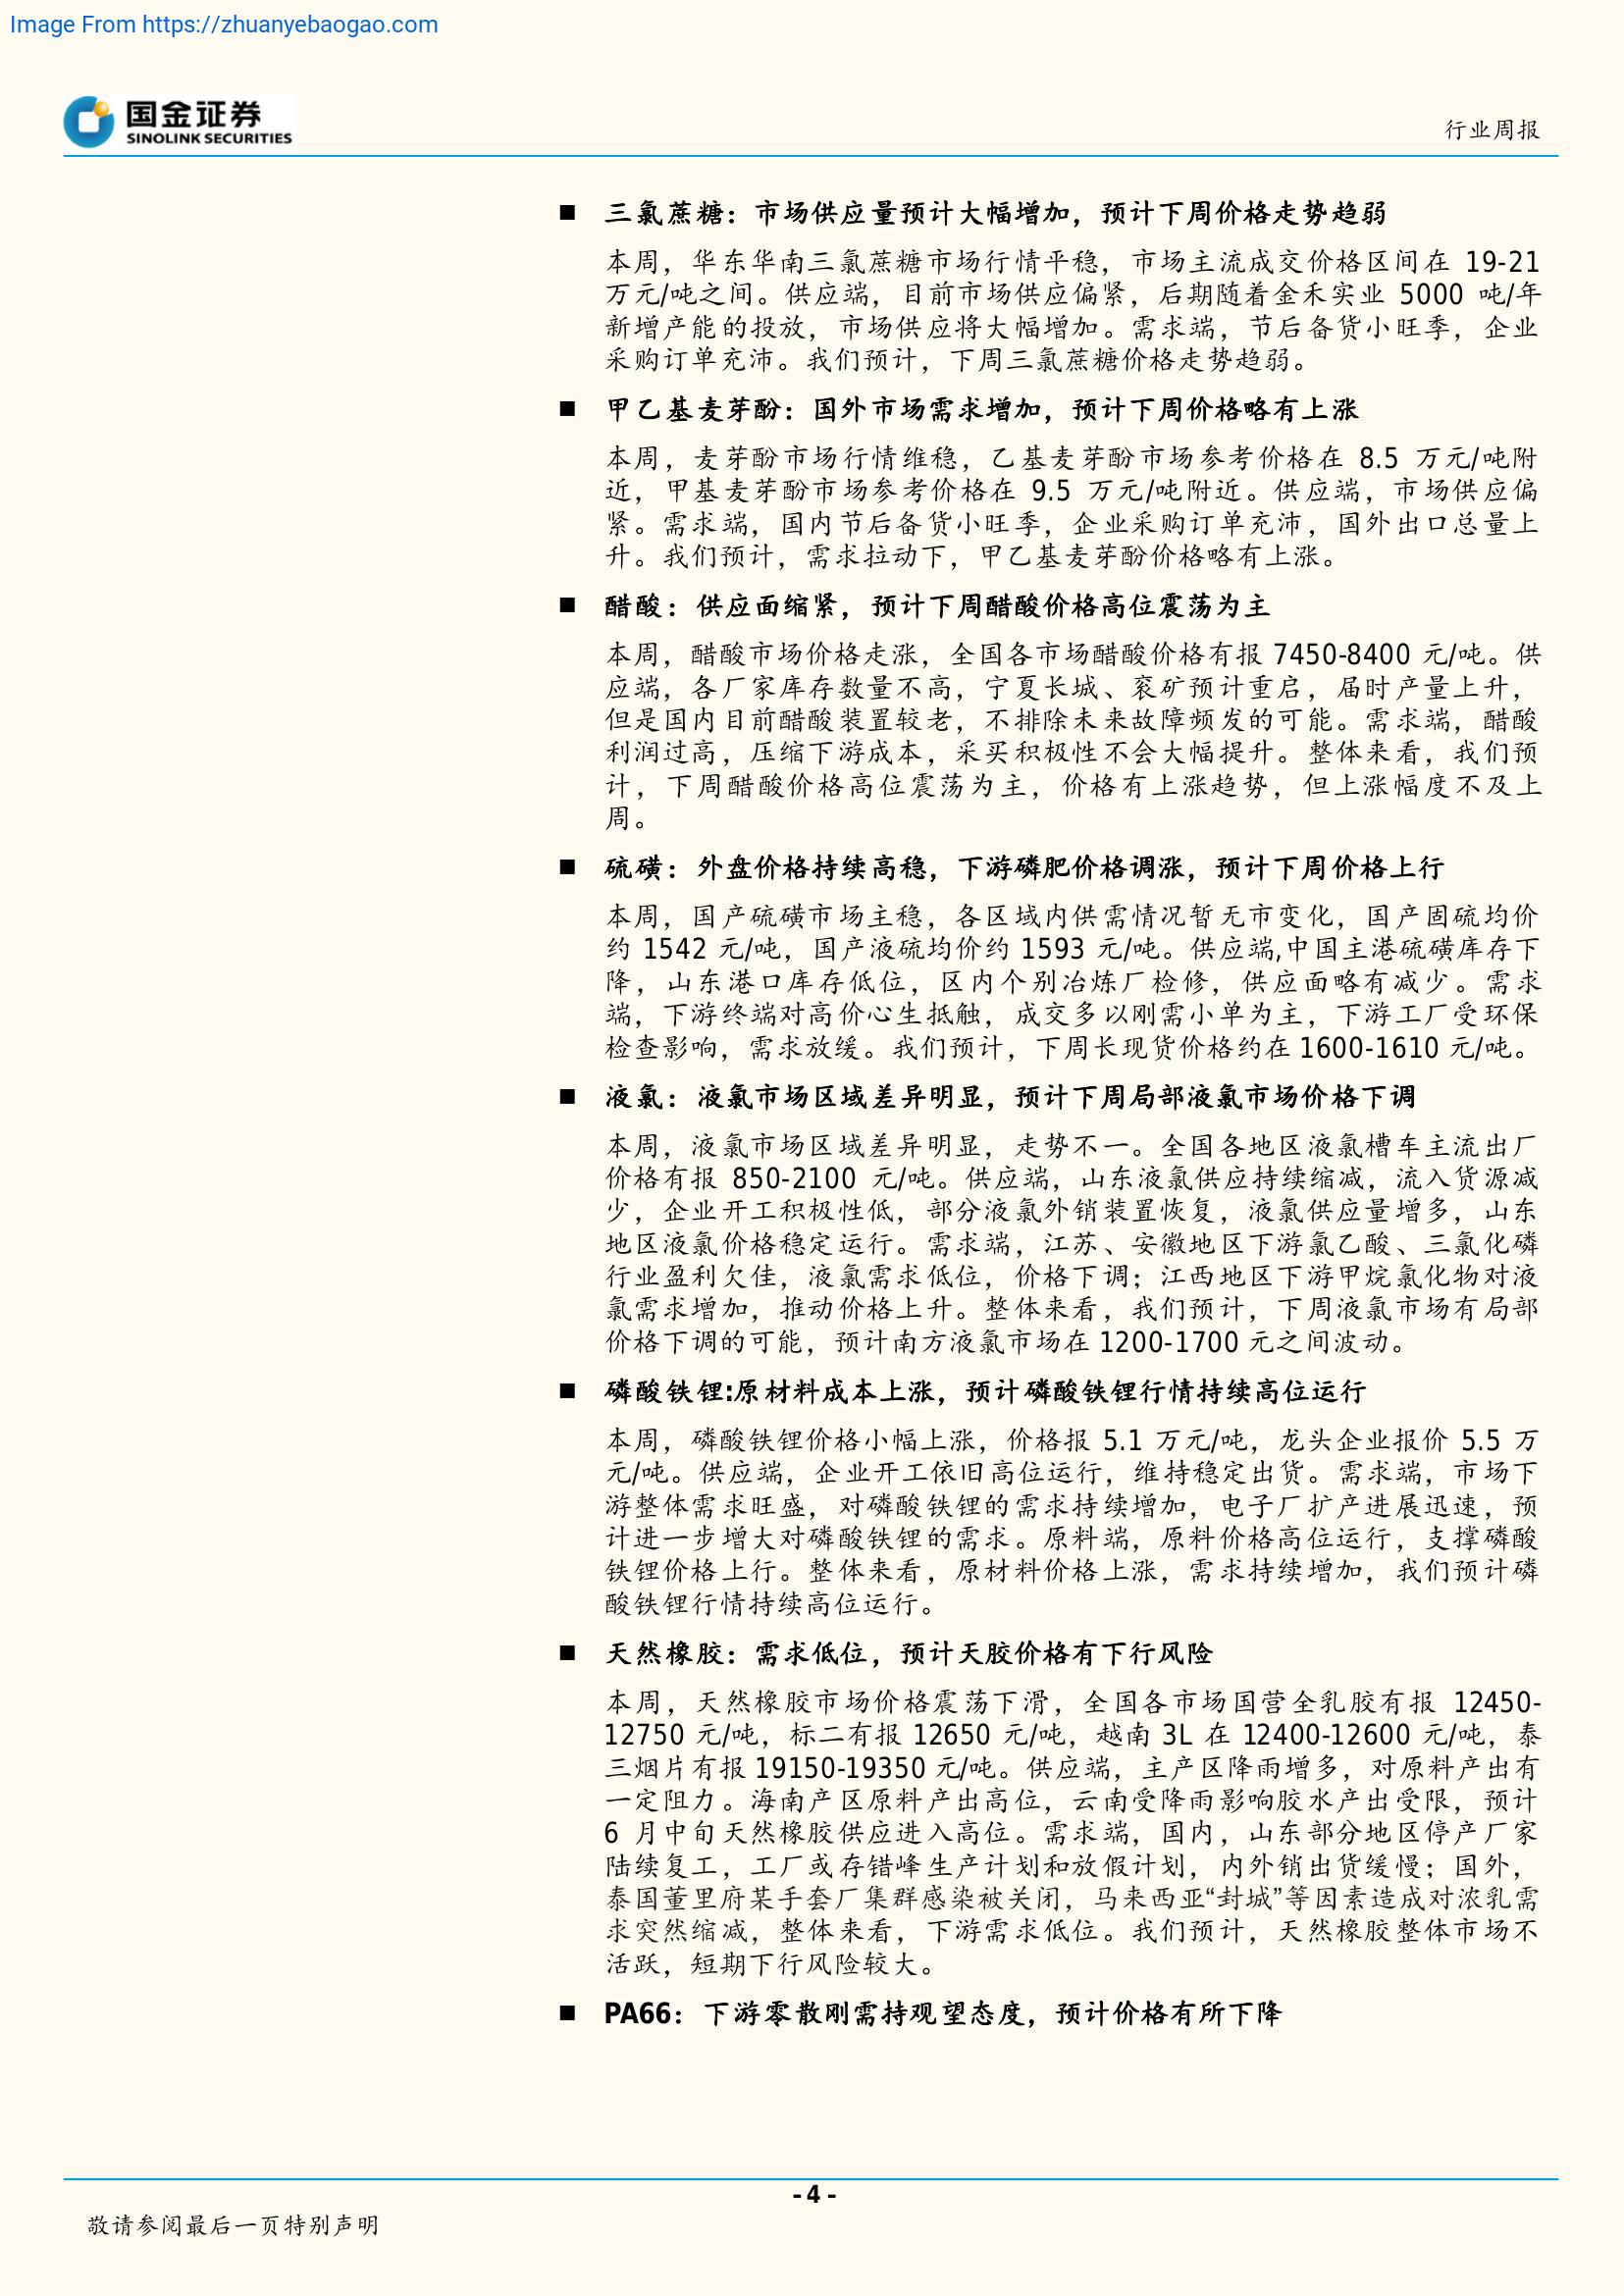 Image From https://zhuanyebaogao.com
国金证券
SINOLINK SECURITIES
行业周报
■ 三氯蔗糖：市场供应量预计大幅增加，预计下周价格走势趋弱
本周，华东华南三氯蔗糖市场行情平稳，市场主流成交价格区间在 19-21
万元/吨之间。供应端，目前市场供应偏紧，后期随着金禾实业 5000 吨/年
新增产能的投放，市场供应将大幅增加。需求端，节后备货小旺季，企业
采购订单充沛。我们预计，下周三氯蔗糖价格走势趋弱。
■ 甲乙基麦芽酚：国外市场需求增加，预计下周价格略有上涨
本周，麦芽酚市场行情维稳，乙基麦芽酚市场参考价格在 8.5 万元/吨附
近，甲基麦芽酚市场参考价格在 9.5 万元/吨附近。供应端，市场供应偏
紧。需求端，国内节后备货小旺季，企业采购订单充沛，国外出口总量上
升。我们预计，需求拉动下，甲乙基麦芽酚价格略有上涨。
■ 醋酸：供应面缩紧，预计下周醋酸价格高位震荡为主
本周，醋酸市场价格走涨，全国各市场醋酸价格有报 7450-8400 元/吨。供
应端，各厂家库存数量不高，宁夏长城、兖矿预计重启，届时产量上升，
但是国内目前醋酸装置较老，不排除未来故障频发的可能。需求端，醋酸
利润过高，压缩下游成本，采买积极性不会大幅提升。整体来看，我们预
计，下周醋酸价格高位震荡为主，价格有上涨趋势，但上涨幅度不及上
周。
■ 硫磺：外盘价格持续高稳，下游磷肥价格调涨，预计下周价格上行
本周，国产硫磺市场主稳，各区域内供需情况暂无市变化，国产固硫均价
约 1542 元/吨，国产液硫均价约 1593 元/吨。供应端,中国主港硫磺库存下
降，山东港口库存低位，区内个别冶炼厂检修，供应面略有减少。需求
端，下游终端对高价心生抵触，成交多以刚需小单为主，下游工厂受环保
检查影响，需求放缓。我们预计，下周长现货价格约在 1600-1610 元/吨。
■ 液氯：液氯市场区域差异明显，预计下周局部液氯市场价格下调
本周，液氯市场区域差异明显，走势不一。全国各地区液氯槽车主流出厂
价格有报 850-2100 元/吨。供应端，山东液氯供应持续缩减，流入货源减
少，企业开工积极性低，部分液氯外销装置恢复，液氯供应量增多，山东
地区液氯价格稳定运行。需求端，江苏、安徽地区下游氯乙酸、三氯化磷
行业盈利欠佳，液氯需求低位，价格下调；江西地区下游甲烷氯化物对液
氯需求增加，推动价格上升。整体来看，我们预计，下周液氯市场有局部
价格下调的可能，预计南方液氯市场在 1200-1700 元之间波动。
■ 磷酸铁锂:原材料成本上涨，预计磷酸铁锂行情持续高位运行
本周，磷酸铁锂价格小幅上涨，价格报 5.1 万元/吨，龙头企业报价 5.5 万
元/吨。供应端，企业开工依旧高位运行，维持稳定出货。需求端，市场下
游整体需求旺盛，对磷酸铁锂的需求持续增加，电子厂扩产进展迅速，预
计进一步增大对磷酸铁锂的需求。原料端，原料价格高位运行，支撑磷酸
铁锂价格上行。整体来看，原材料价格上涨，需求持续增加，我们预计磷
酸铁锂行情持续高位运行。
■ 天然橡胶：需求低位，预计天胶价格有下行风险
本周，天然橡胶市场价格震荡下滑，全国各市场国营全乳胶有报 12450-
12750 元/吨，标二有报 12650 元/吨，越南 3L 在 12400-12600 元/吨，泰
三烟片有报 19150-19350 元/吨。供应端，主产区降雨增多，对原料产出有
一定阻力。海南产区原料产出高位，云南受降雨影响胶水产出受限，预计
6 月中旬天然橡胶供应进入高位。需求端，国内，山东部分地区停产厂家
陆续复工，工厂或存错峰生产计划和放假计划，内外销出货缓慢；国外，
泰国董里府某手套厂集群感染被关闭，马来西亚“封城”等因素造成对浓乳需
求突然缩减，整体来看，下游需求低位。我们预计，天然橡胶整体市场不
活跃，短期下行风险较大。
■ PA66：下游零散刚需持观望态度，预计价格有所下降
- 4 -
敬请参阅最后一页特别声明